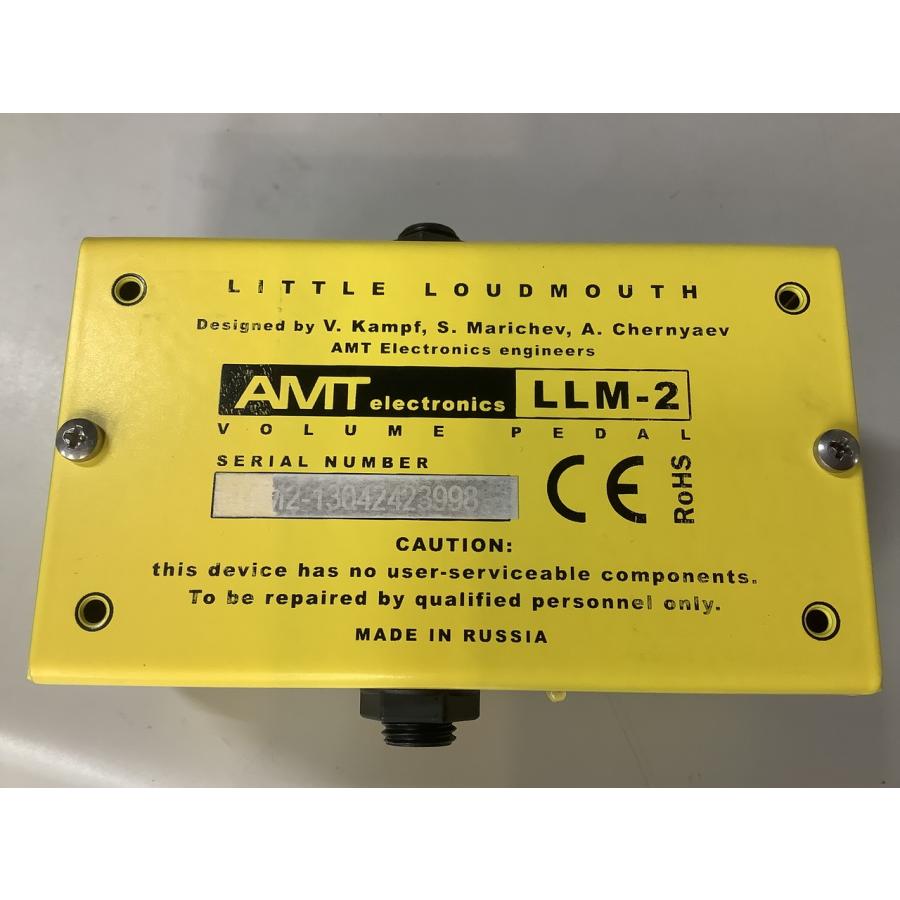 LITTLE LOUDMOUTH
Designed by V. Kampf, S. Marichev, A. Chernyaev
AMT Electronics engineers
AMT electronics LLM-2
VOLUME PEDAL
SERIAL NUMBER
CE RoHS
CAUTION:
this device has no user-serviceable components.
To be repaired by qualified personnel only.
MADE IN RUSSIA